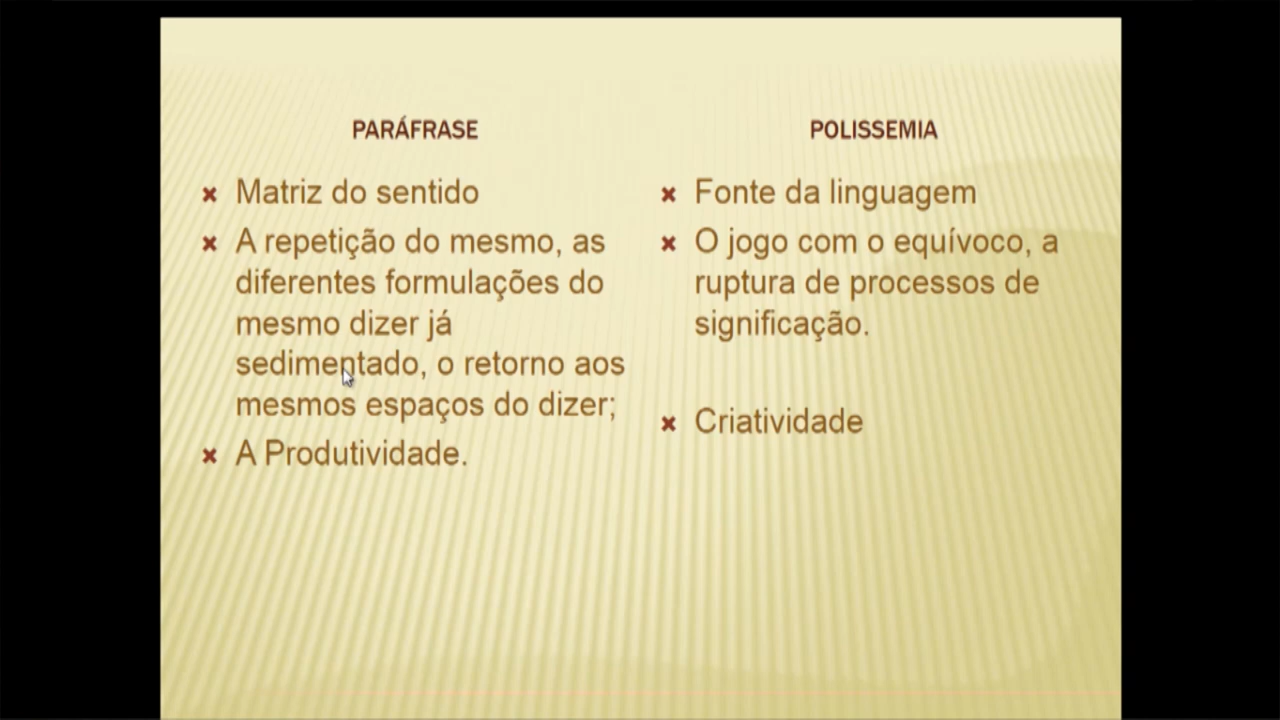 PARÁFRASE
Matriz do sentido
A repetição do mesmo, as
diferentes formulações do
mesmo dizer já
sedimentado, o retorno aos
mesmos espaços do dizer;
A Produtividade.
POLISSEMIA
Fonte da linguagem
O jogo com o equívoco, a
ruptura de processos de
significação.
Criatividade